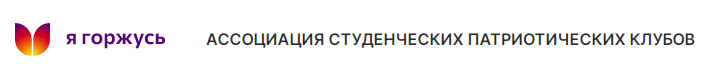 я горжусь
АССОЦИАЦИЯ СТУДЕНЧЕСКИХ ПАТРИОТИЧЕСКИХ КЛУБОВ